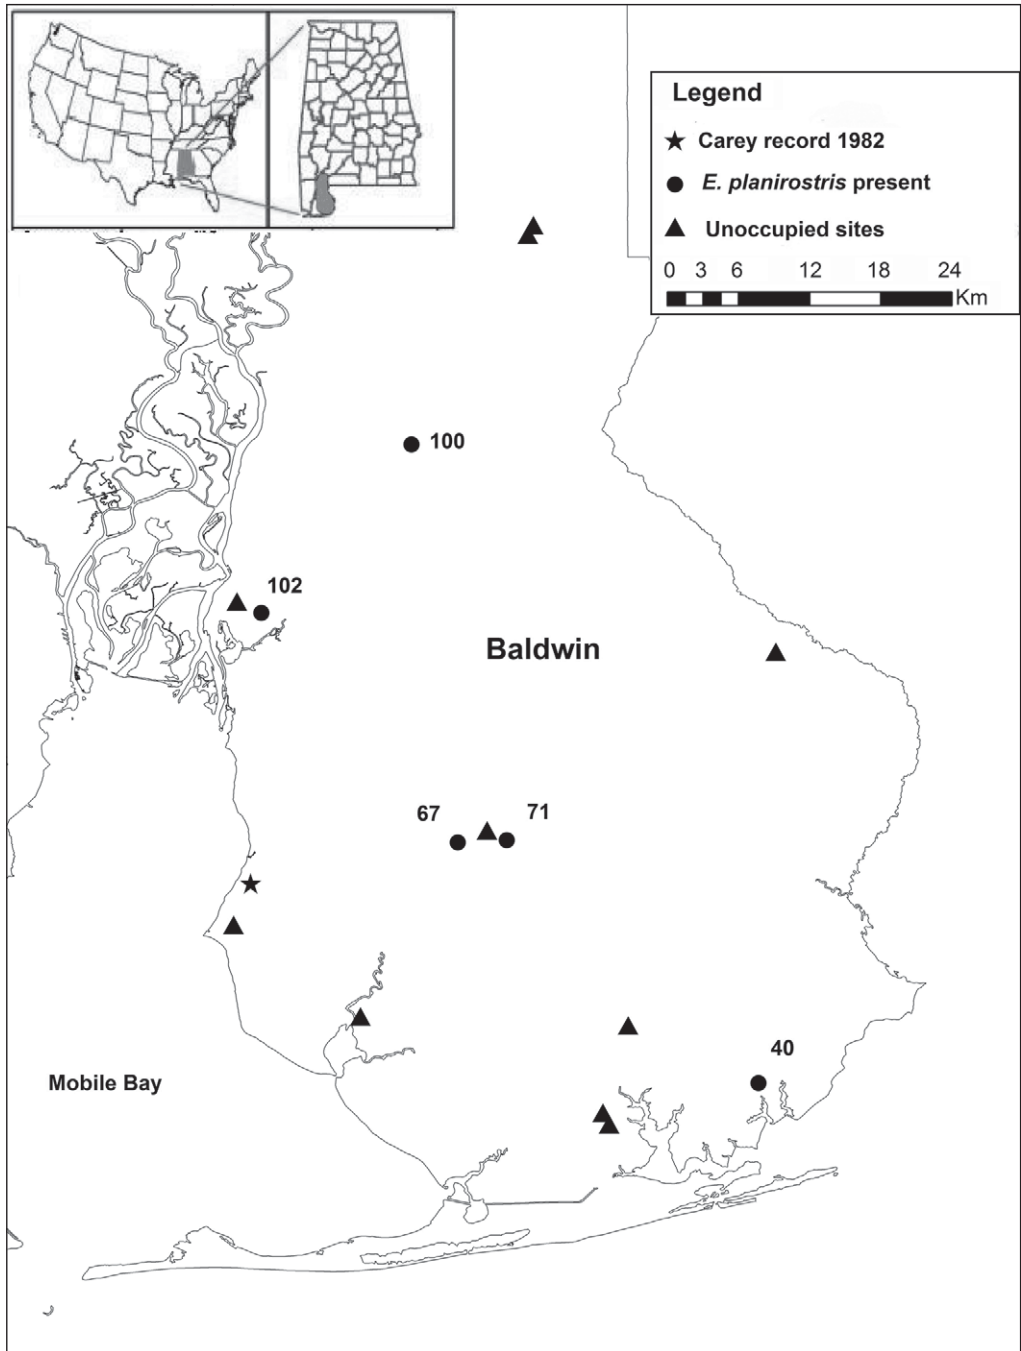 Legend
Carey record 1982
E. planirostris present
Unoccupied sites
0 3 6 12 18 24
Km
100
102
Baldwin
67 71
40
Mobile Bay